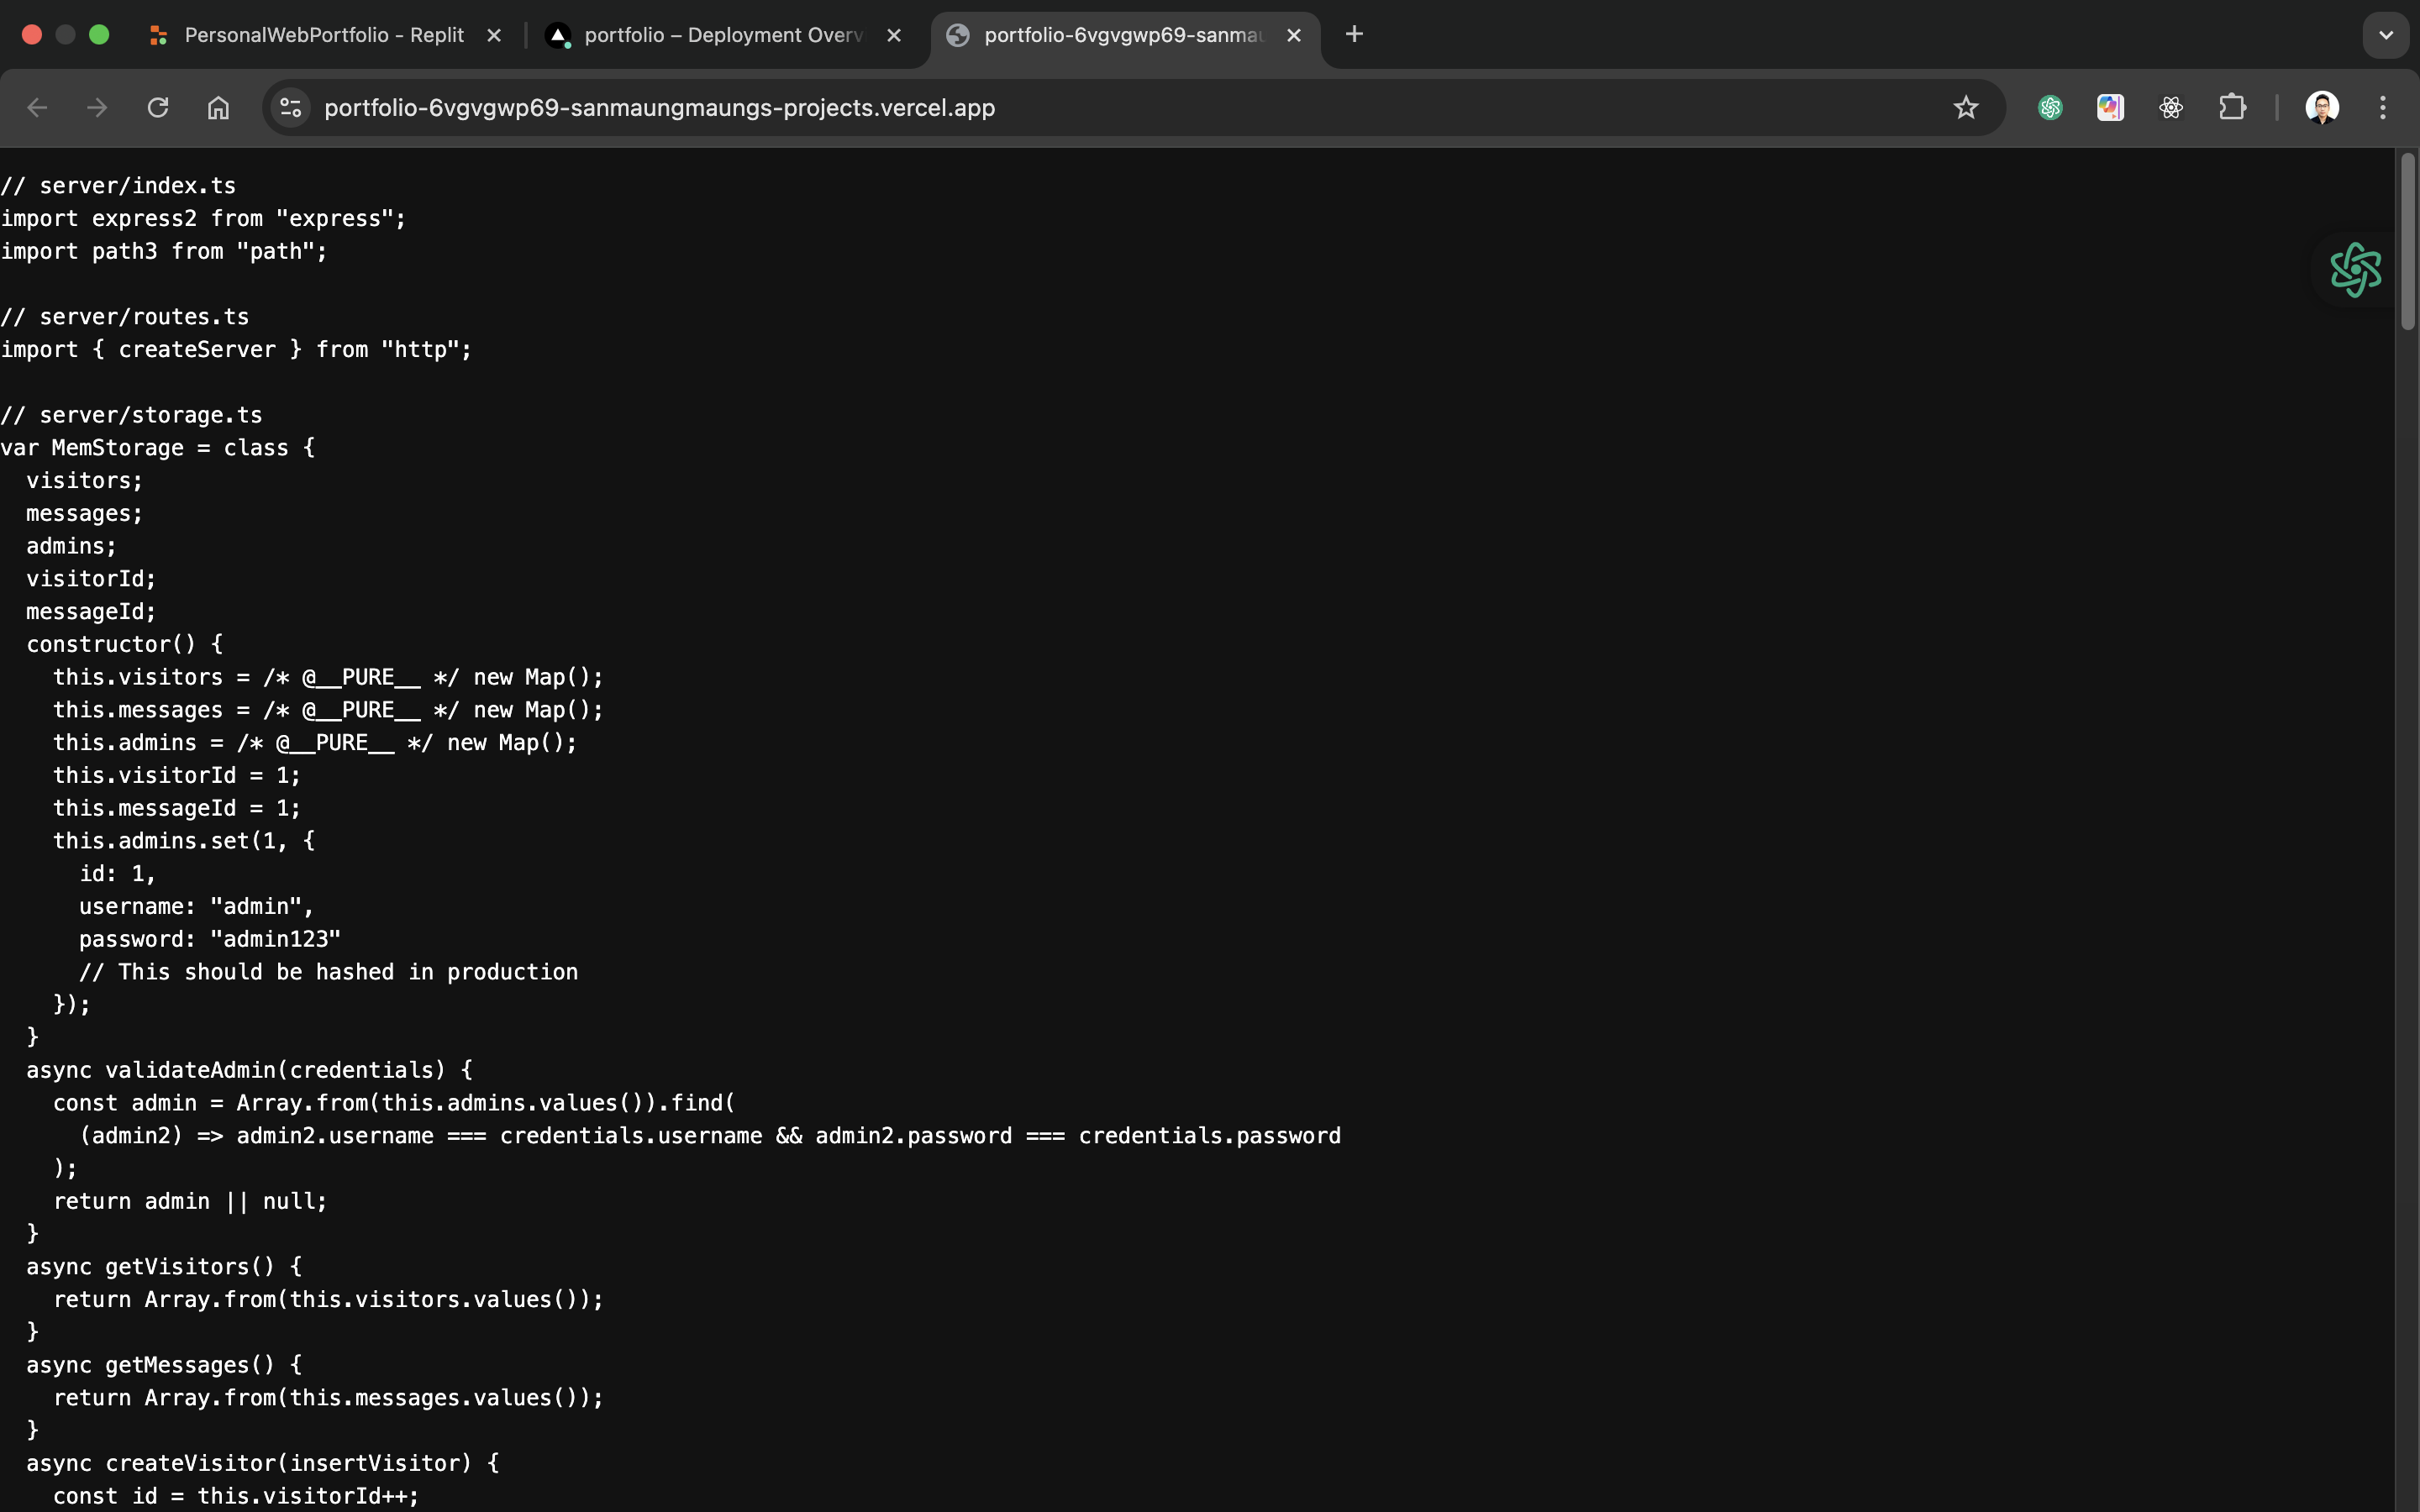 PersonalWebPortfolio - Replit
portfolio – Deployment Overv
portfolio-6vgvgwp69-sanmau
portfolio-6vgvgwp69-sanmaungmaungs-projects.vercel.app
// server/index.ts
import express2 from "express";
import path3 from "path";
// server/routes.ts
import { createServer } from "http";
// server/storage.ts
var MemStorage = class {
  visitors;
  messages;
  admins;
  visitorId;
  messageId;
  constructor() {
    this.visitors = /* @__PURE__ */ new Map();
    this.messages = /* @__PURE__ */ new Map();
    this.admins = /* @__PURE__ */ new Map();
    this.visitorId = 1;
    this.messageId = 1;
    this.admins.set(1, {
      id: 1,
      username: "admin",
      password: "admin123"
      // This should be hashed in production
    });
  }
  async validateAdmin(credentials) {
    const admin = Array.from(this.admins.values()).find(
      (admin2) => admin2.username === credentials.username && admin2.password === credentials.password
    );
    return admin || null;
  }
  async getVisitors() {
    return Array.from(this.visitors.values());
  }
  async getMessages() {
    return Array.from(this.messages.values());
  }
  async createVisitor(insertVisitor) {
    const id = this.visitorId++;